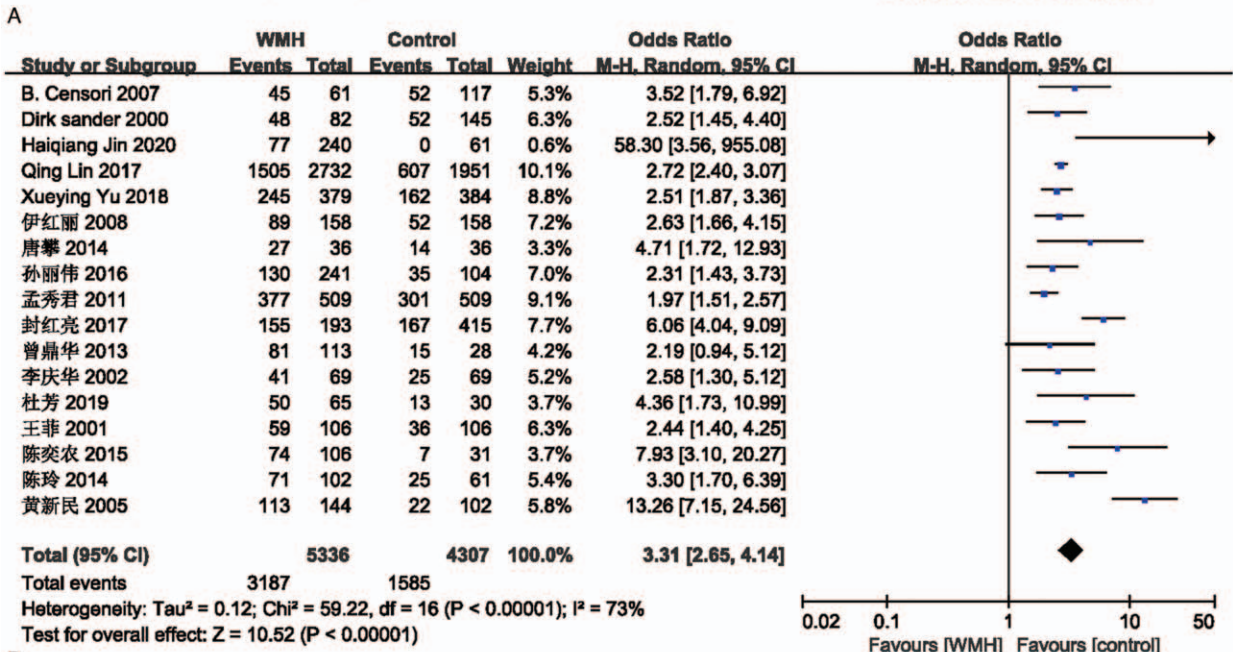 A
WMH Control Odds Ratio Odds Ratio
Study or Subgroup Events Total Events Total Weight M-H, Random, 95% CI M-H, Random, 95% CI
B. Censori 2007 45 61 52 117 5.3% 3.52 [1.79, 6.92]
Dirk sander 2000 48 82 52 145 6.3% 2.52 [1.45, 4.40]
Haiqiang Jin 2020 77 240 0 61 0.6% 58.30 [3.56, 955.08]
Qing Lin 2017 1505 2732 607 1951 10.1% 2.72 [2.40, 3.07]
Xueying Yu 2018 245 379 162 384 8.8% 2.51 [1.87, 3.36]
伊红丽 2008 89 158 52 158 7.2% 2.63 [1.66, 4.15]
唐攀 2014 27 36 14 36 3.3% 4.71 [1.72, 12.93]
孙丽伟 2016 130 241 35 104 7.0% 2.31 [1.43, 3.73]
孟秀君 2011 377 509 301 509 9.1% 1.97 [1.51, 2.57]
封红亮 2017 155 193 167 415 7.7% 6.06 [4.04, 9.09]
曾鼎华 2013 81 113 15 28 4.2% 2.19 [0.94, 5.12]
李庆华 2002 41 69 25 69 5.2% 2.58 [1.30, 5.12]
杜芳 2019 50 65 13 30 3.7% 4.36 [1.73, 10.99]
王菲 2001 59 106 36 106 6.3% 2.44 [1.40, 4.25]
陈奕农 2015 74 106 7 31 3.7% 7.93 [3.10, 20.27]
陈玲 2014 71 102 25 61 5.4% 3.30 [1.70, 6.39]
黄新民 2005 113 144 22 102 5.8% 13.26 [7.15, 24.56]
Total (95% CI) 5336 4307 100.0% 3.31 [2.65, 4.14]
Total events 3187 1585
Heterogeneity: Tau² = 0.12; Chi² = 59.22, df = 16 (P < 0.00001); I² = 73%
Test for overall effect: Z = 10.52 (P < 0.00001)
0.02 0.1 1 10 50
Favours [WMH] Favours [control]